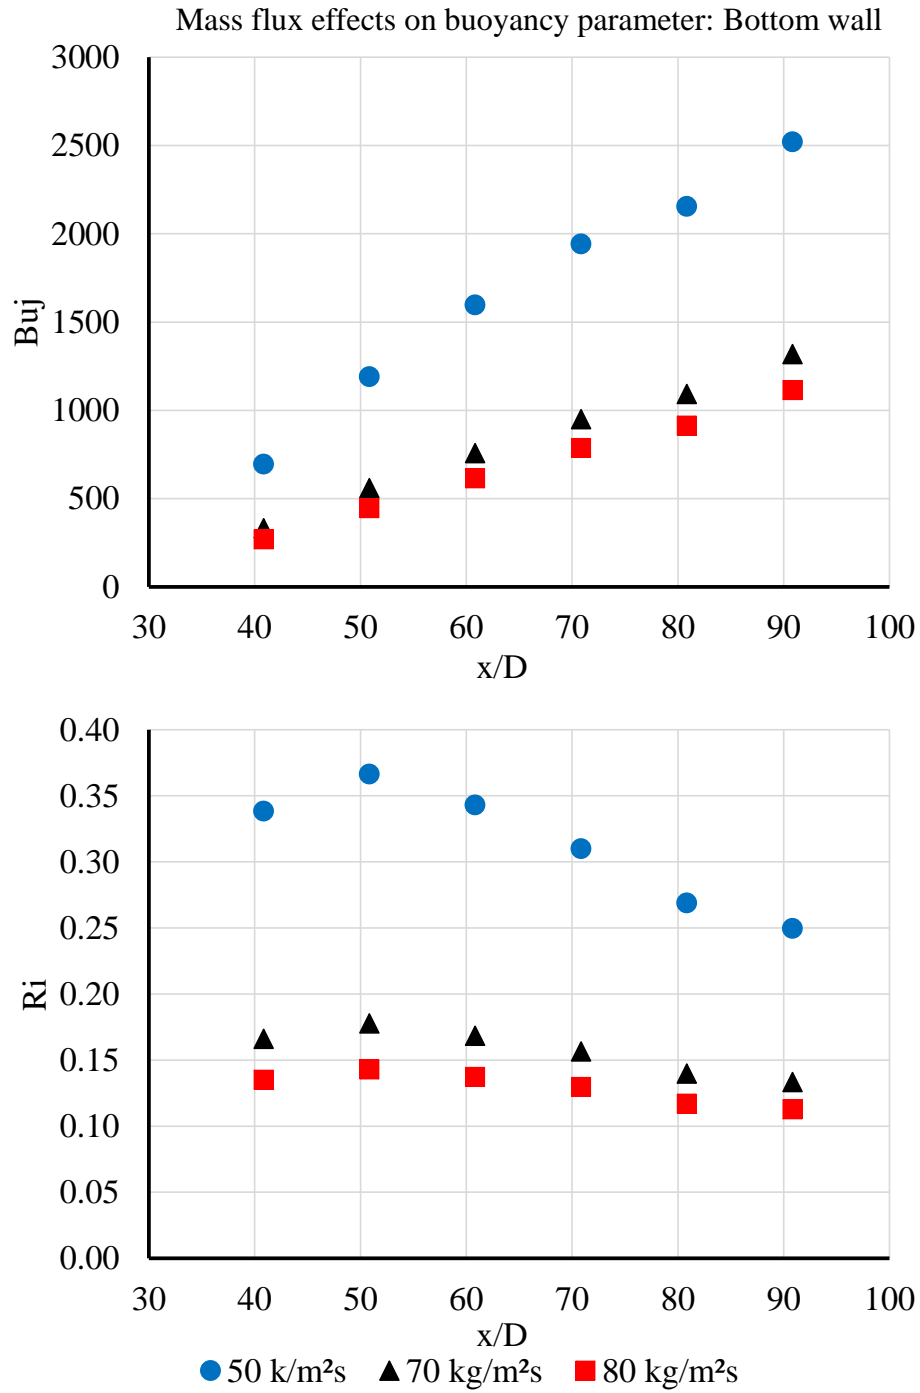 Mass flux effects on buoyancy parameter: Bottom wall
3000
2500
2000
1500
1000
500
0
Buj
30 40 50 60 70 80 90 100
x/D
0.40
0.35
0.30
0.25
0.20
0.15
0.10
0.05
0.00
Ri
30 40 50 60 70 80 90 100
x/D
50 k/m²s 70 kg/m²s 80 kg/m²s